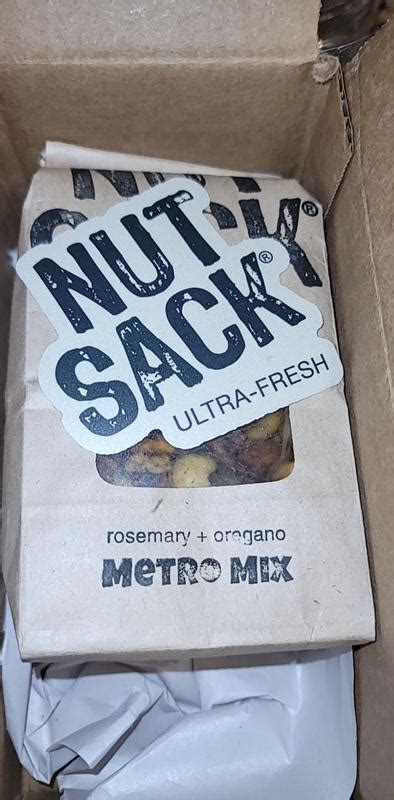 NUT
SACK®
ULTRA-FRESH
rosemary + oregano
METRO MIX